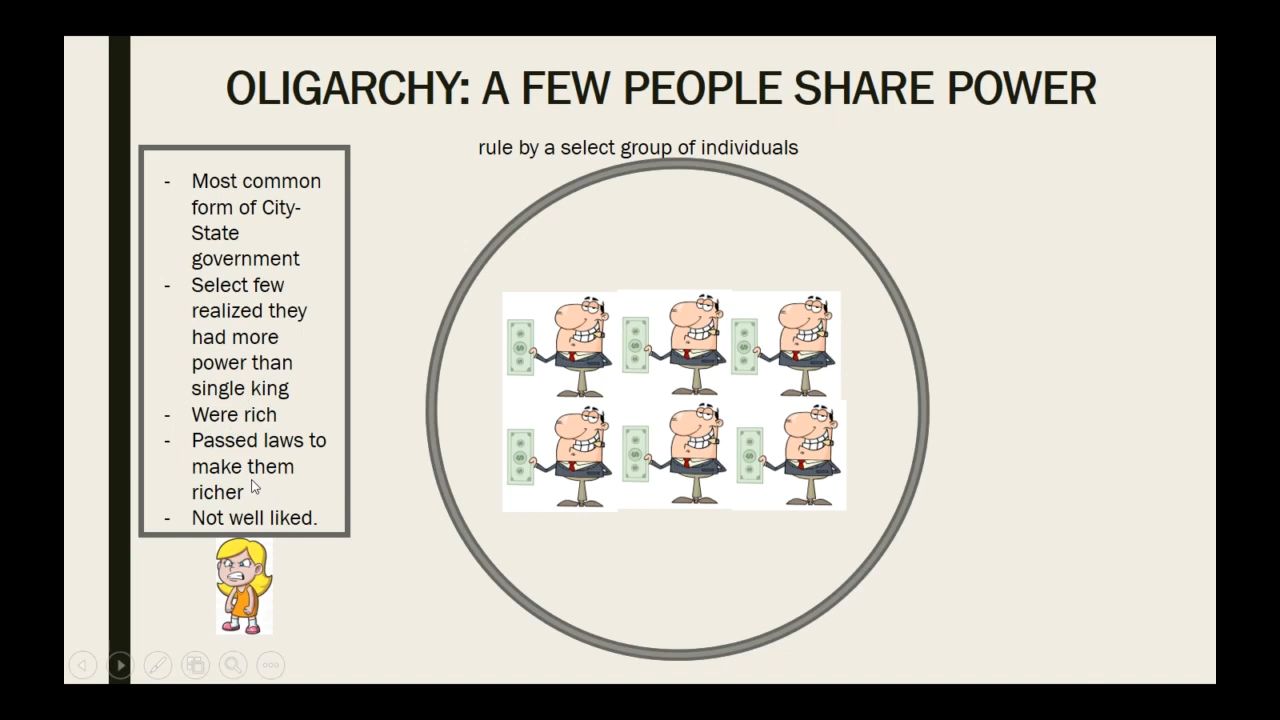 OLIGARCHY: A FEW PEOPLE SHARE POWER
rule by a select group of individuals
- Most common
form of City-
State
government
- Select few
realized they
had more
power than
single king
- Were rich
- Passed laws to
make them
richer
- Not well liked.